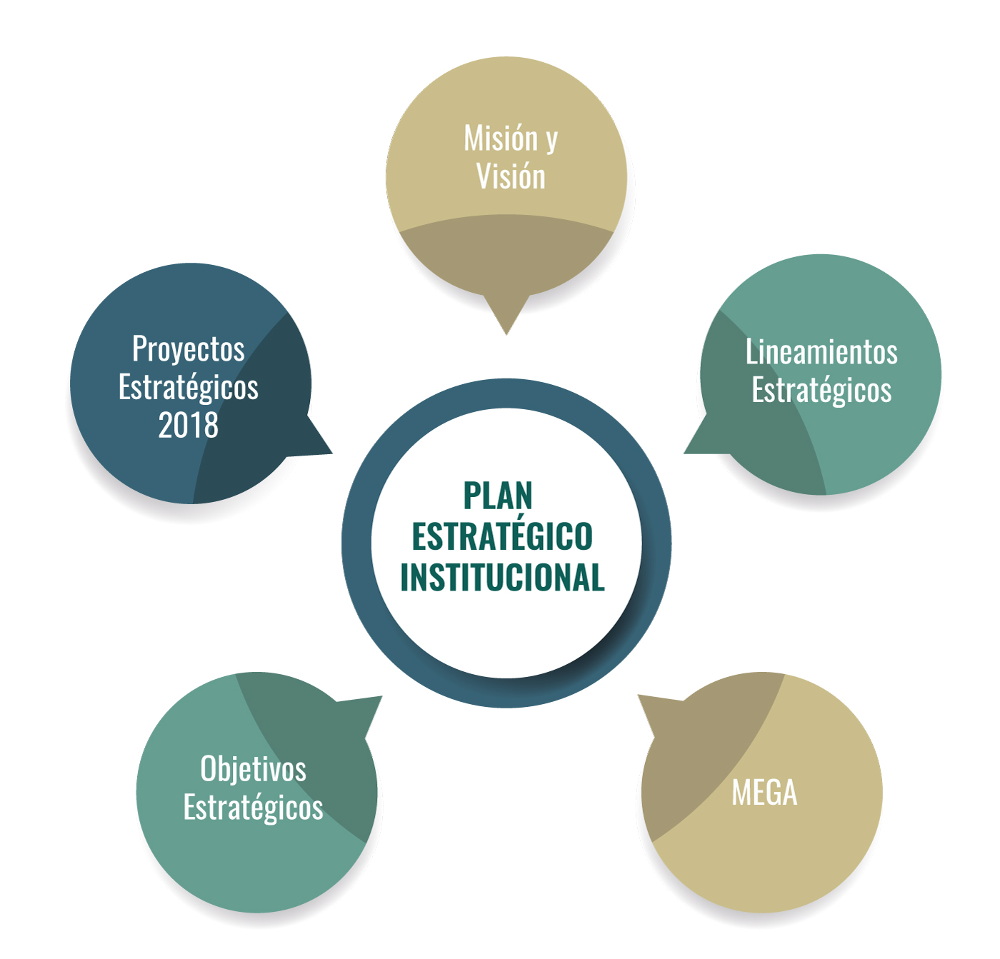 Misión y
Visión
Lineamientos
Estratégicos
Proyectos
Estratégicos
2018
PLAN
ESTRATÉGICO
INSTITUCIONAL
Objetivos
Estratégicos
MEGA